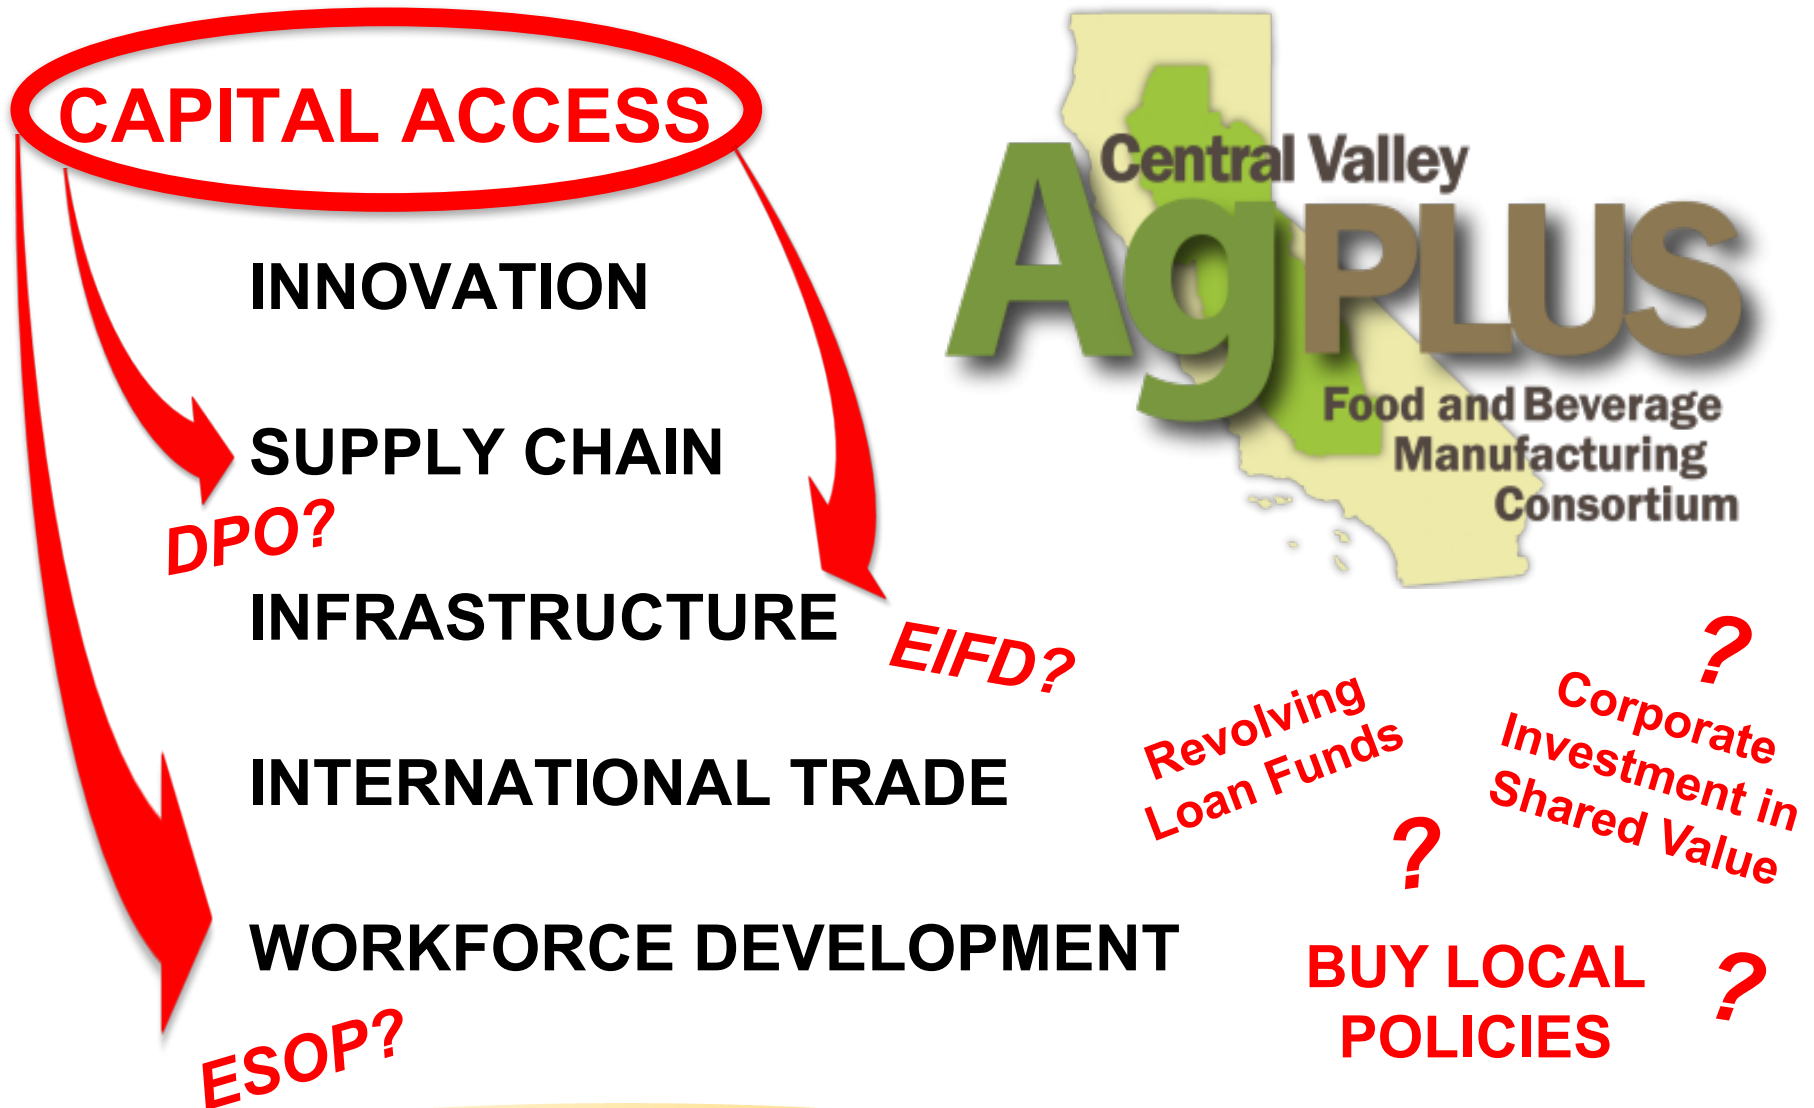 CAPITAL ACCESS
INNOVATION
SUPPLY CHAIN
DPO?
INFRASTRUCTURE
EIFD?
INTERNATIONAL TRADE
WORKFORCE DEVELOPMENT
ESOP?
Central Valley
AgPLUS
Food and Beverage
Manufacturing
Consortium
Revolving
Loan Funds
?
?
Corporate
Investment in
Shared Value
BUY LOCAL
POLICIES
?